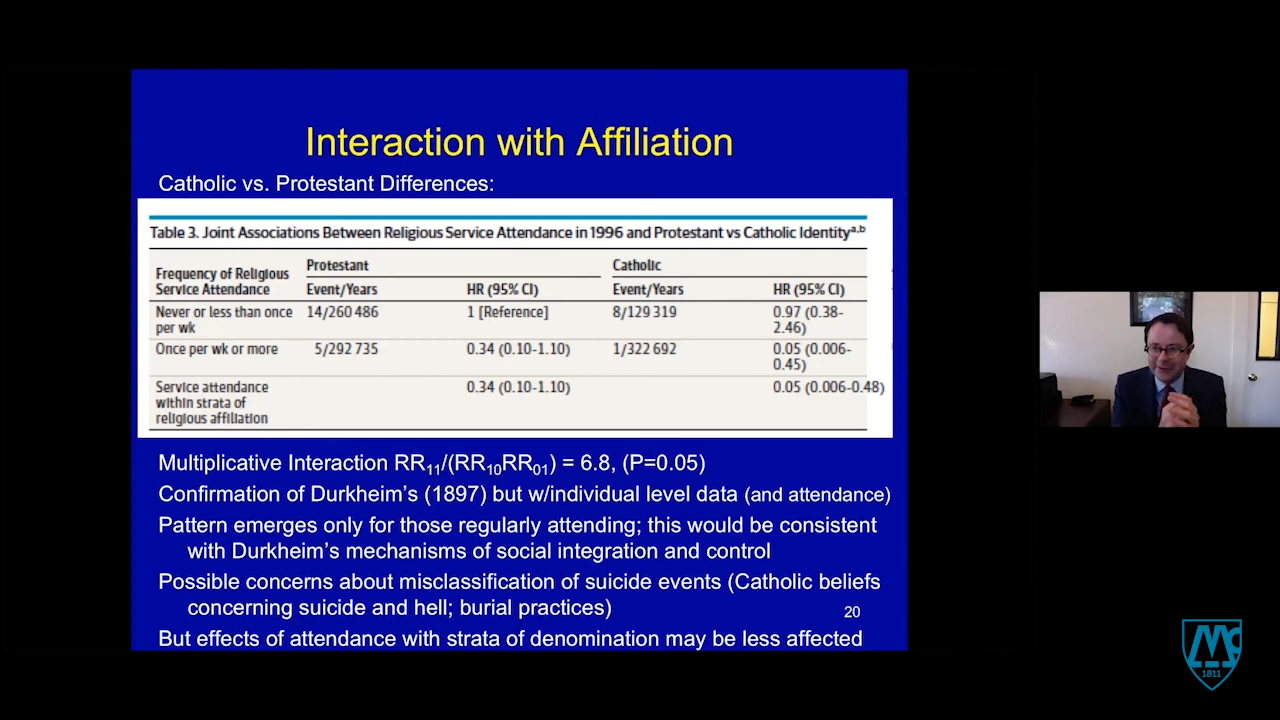 Interaction with Affiliation
Catholic vs. Protestant Differences:
Table 3. Joint Associations Between Religious Service Attendance in 1996 and Protestant vs Catholic Identity^a,b
Frequency of Religious Service Attendance Protestant Catholic
Event/Years HR (95% CI) Event/Years HR (95% CI)
Never or less than once per wk 14/260 486 1 [Reference] 8/129 319 0.97 (0.38-2.46)
Once per wk or more 5/292 735 0.34 (0.10-1.10) 1/322 692 0.05 (0.006-0.45)
Service attendance within strata of religious affiliation 0.34 (0.10-1.10) 0.05 (0.006-0.48)
Multiplicative Interaction RR11/(RR10RR01) = 6.8, (P=0.05)
Confirmation of Durkheim's (1897) but w/individual level data (and attendance)
Pattern emerges only for those regularly attending; this would be consistent
with Durkheim's mechanisms of social integration and control
Possible concerns about misclassification of suicide events (Catholic beliefs
concerning suicide and hell; burial practices)
20
But effects of attendance with strata of denomination may be less affected
1811